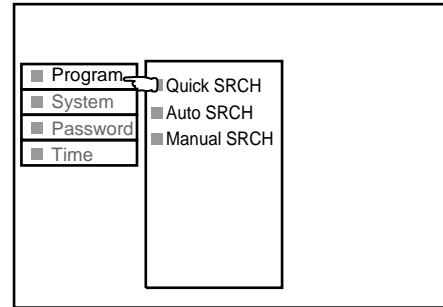 Program
System
Password
Time
Quick SRCH
Auto SRCH
Manual SRCH